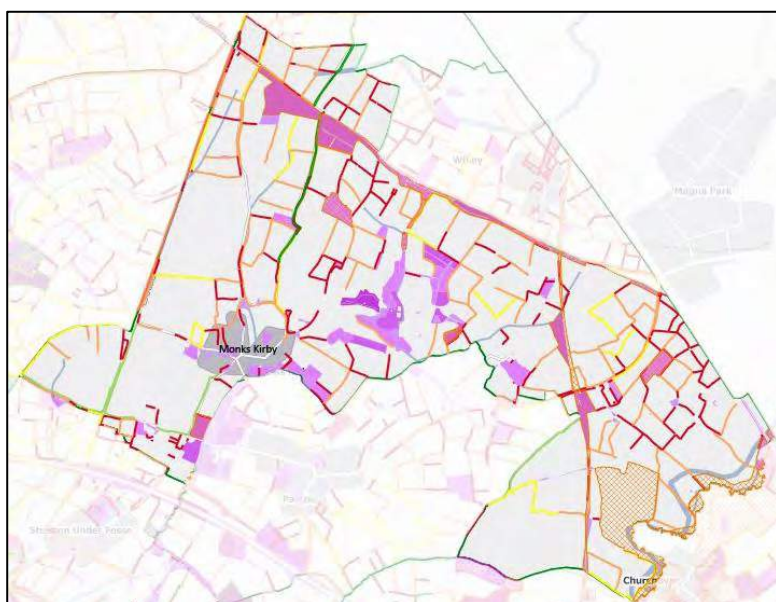 Willey
Magna Park
Monks Kirby
Pailton
Stretton Under Fosse
Churchover